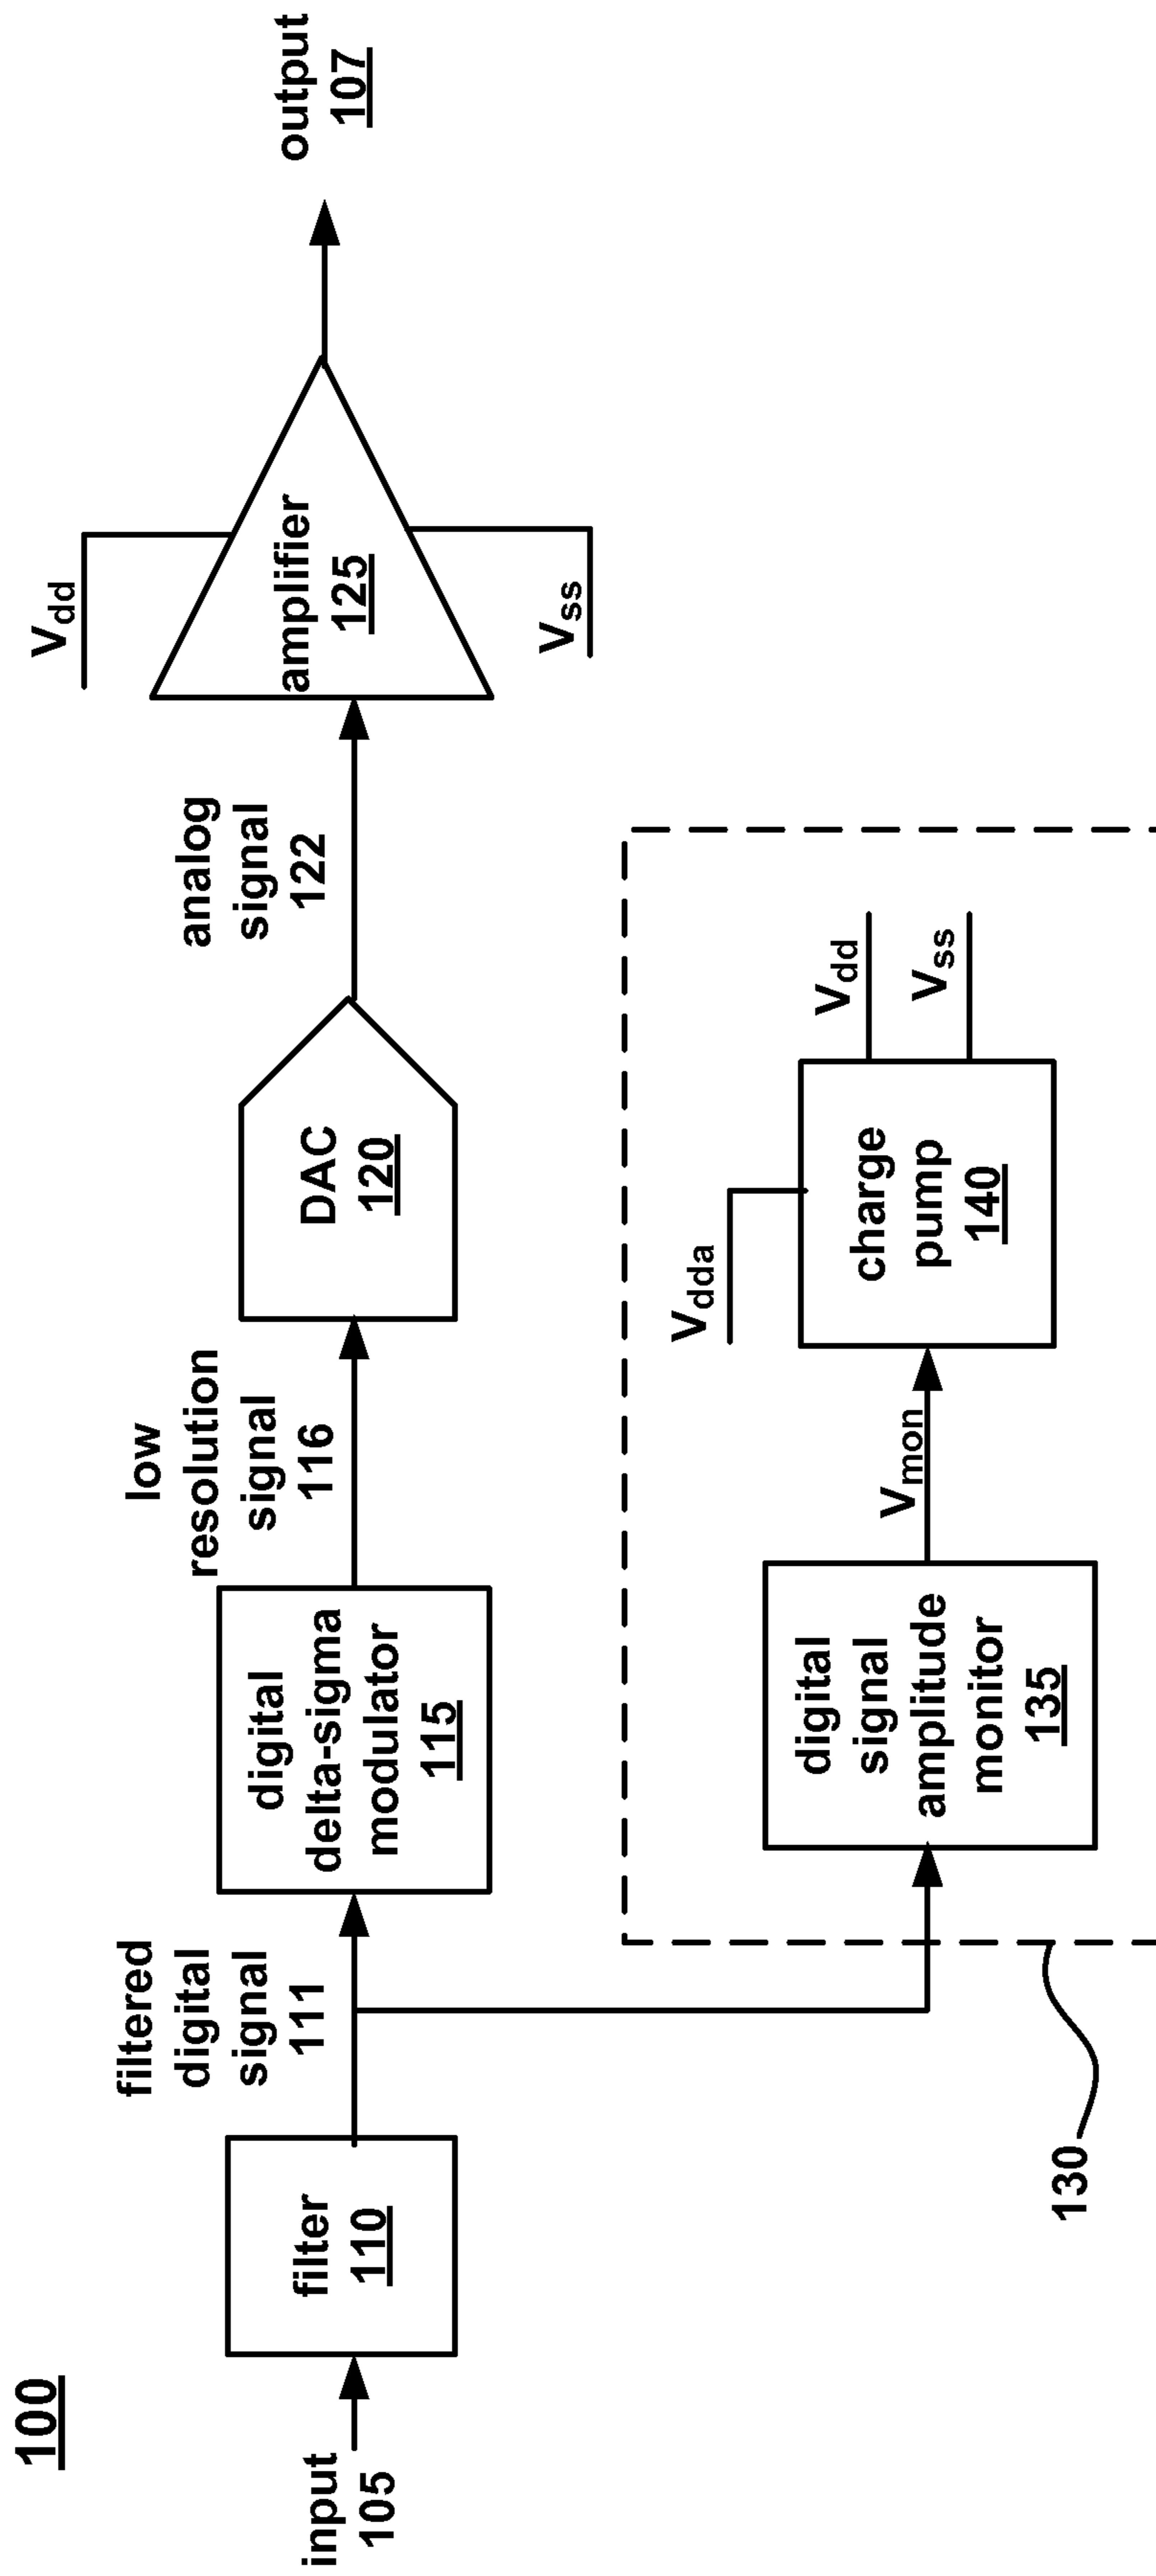 100
input
105
filter
110
filtered
digital
signal
111
digital
delta-sigma
modulator
115
low
resolution
signal
116
DAC
120
analog
signal
122
Vdd
amplifier
125
Vss
output
107
130
digital
signal
amplitude
monitor
135
Vmon
Vdda
charge
pump
140
Vdd
Vss